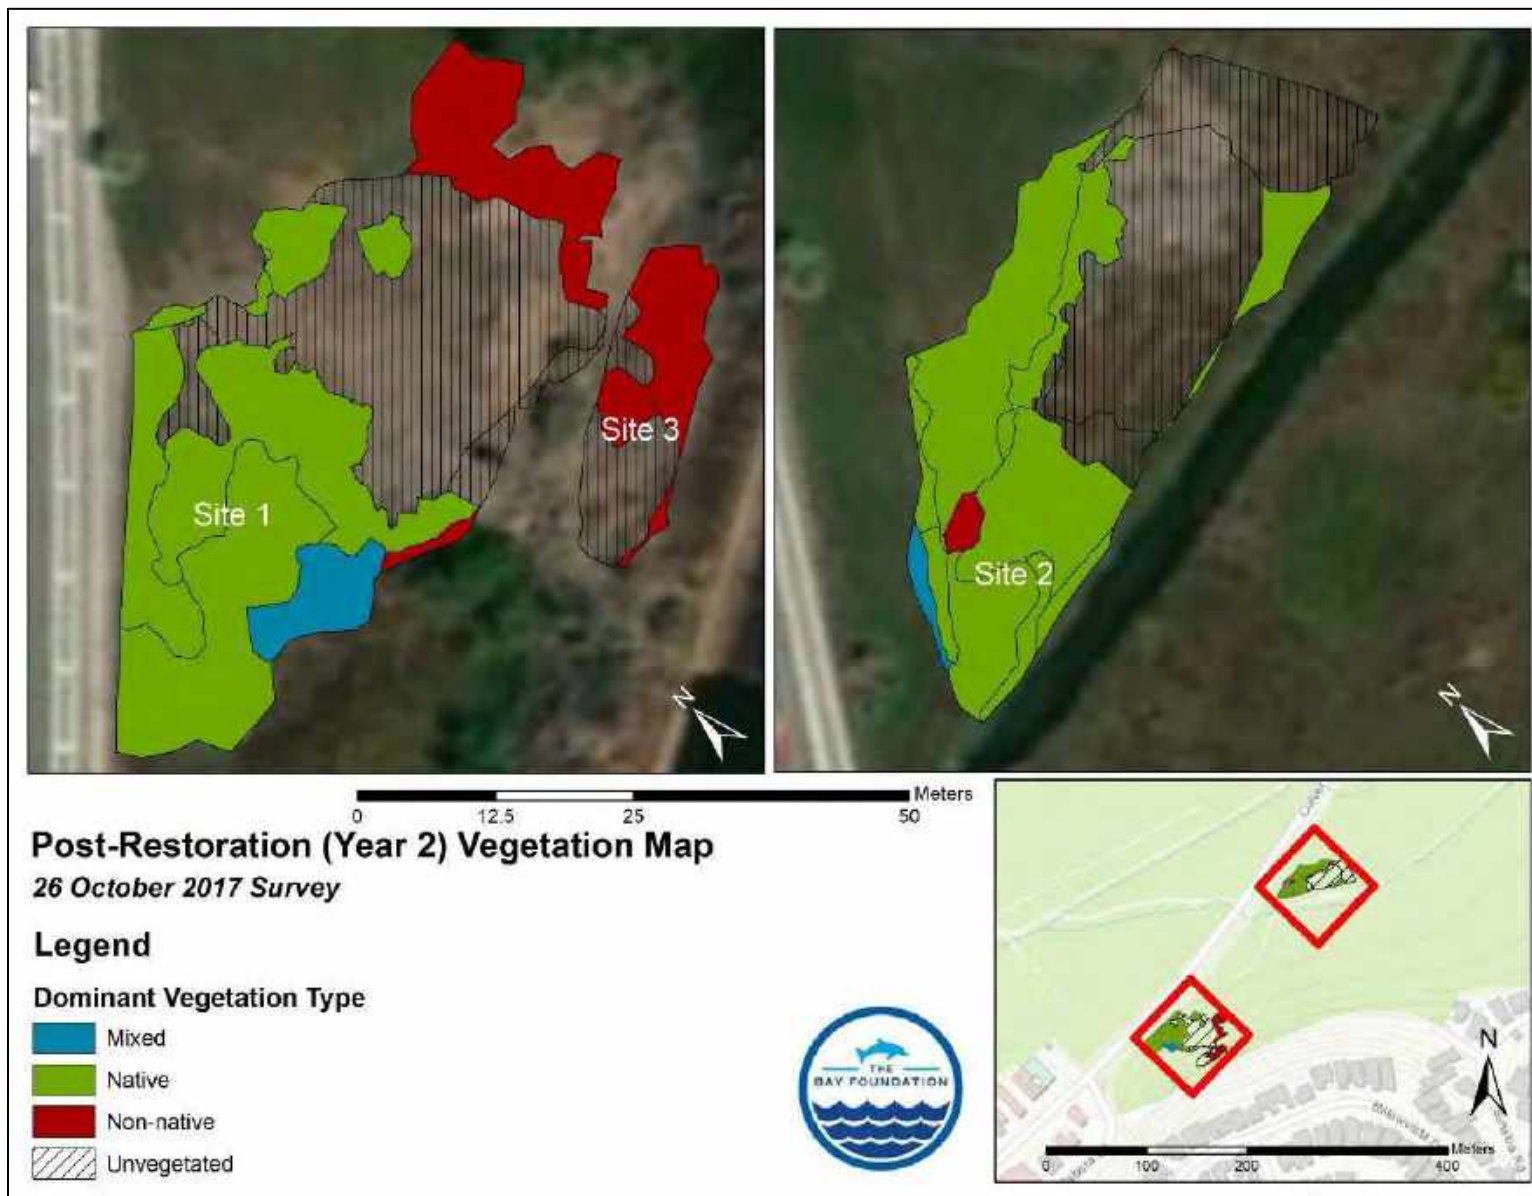 Site 1
Site 3
N
Site 2
N
Meters
0 12.5 25 50
Post-Restoration (Year 2) Vegetation Map
26 October 2017 Survey
Legend
Dominant Vegetation Type
Mixed
Native
Non-native
Unvegetated
THE
BAY FOUNDATION
Culver
N
Meters
0 100 200 400